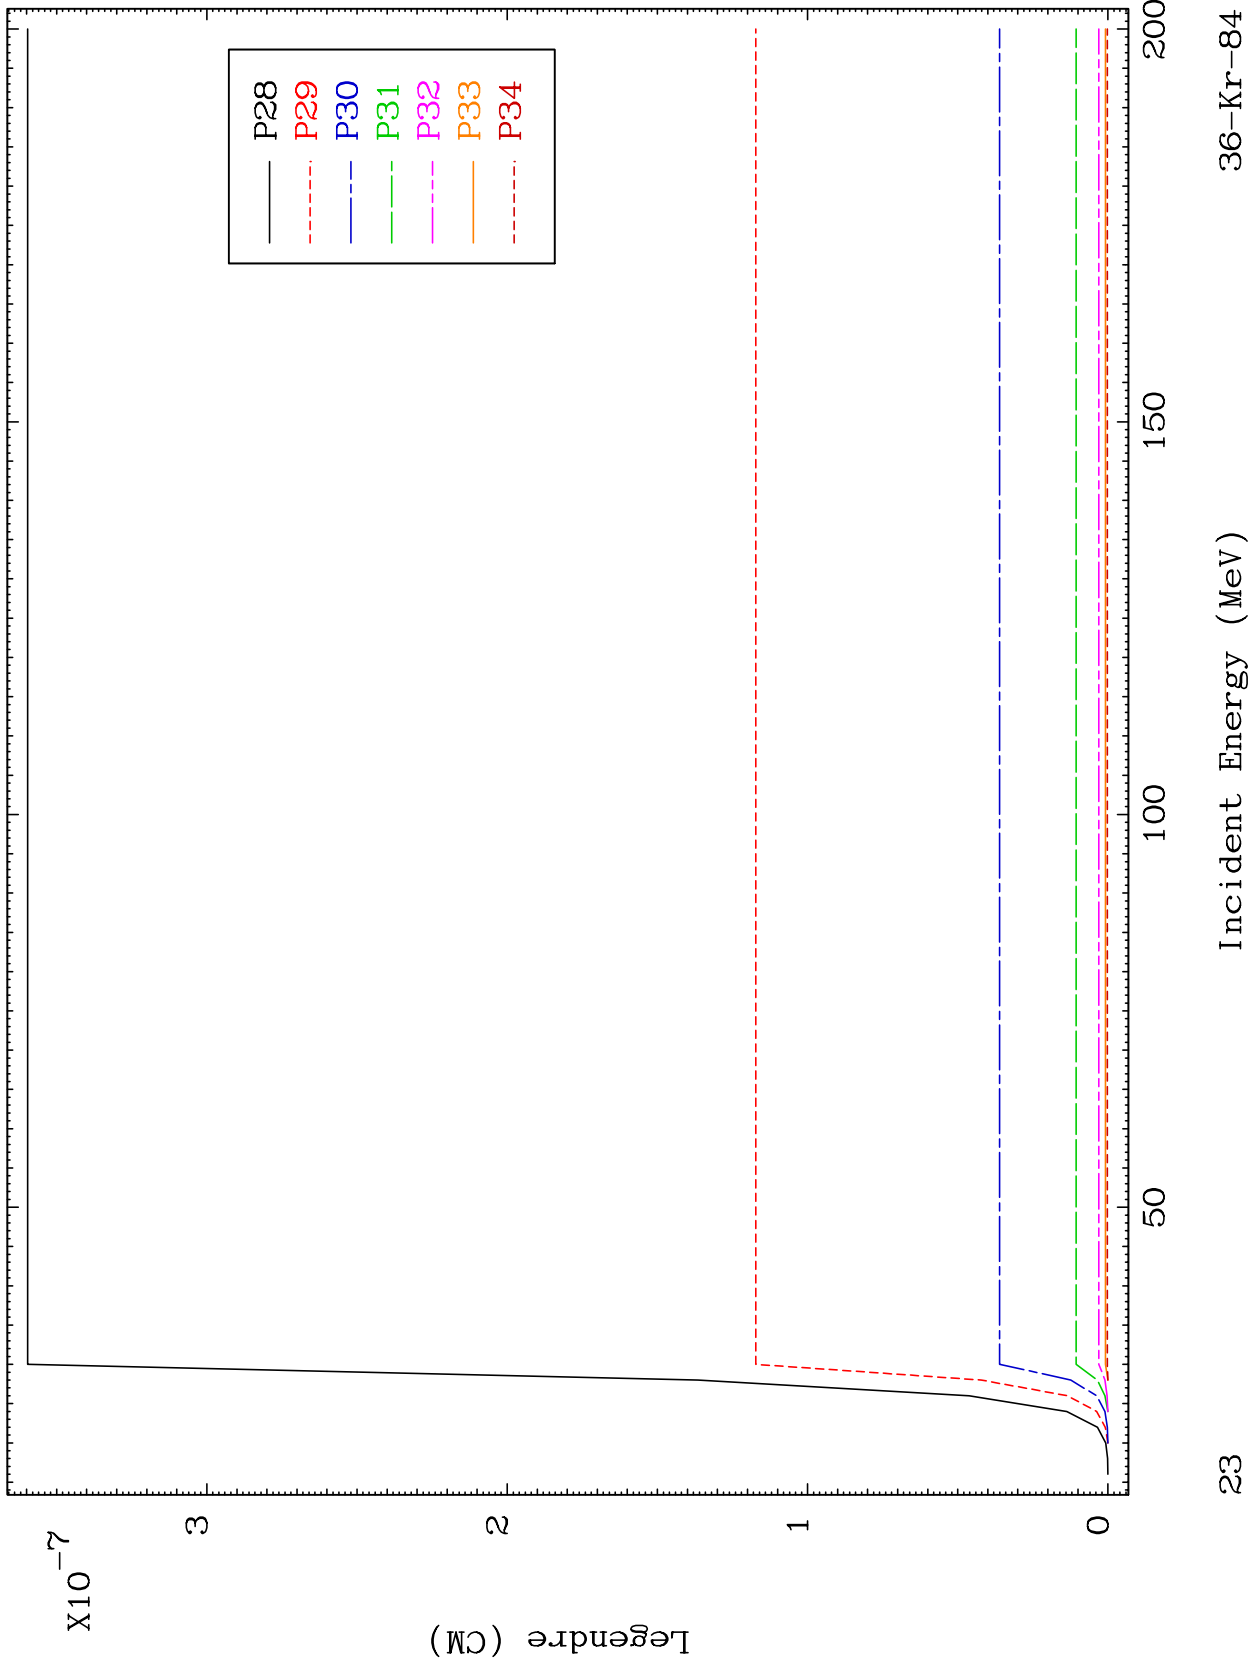 X10-7
3
2
1
0
Legendre (CM)
P28
P29
P30
P31
P32
P33
P34
50
100
150
200
Incident Energy (MeV)
23
36-Kr-84